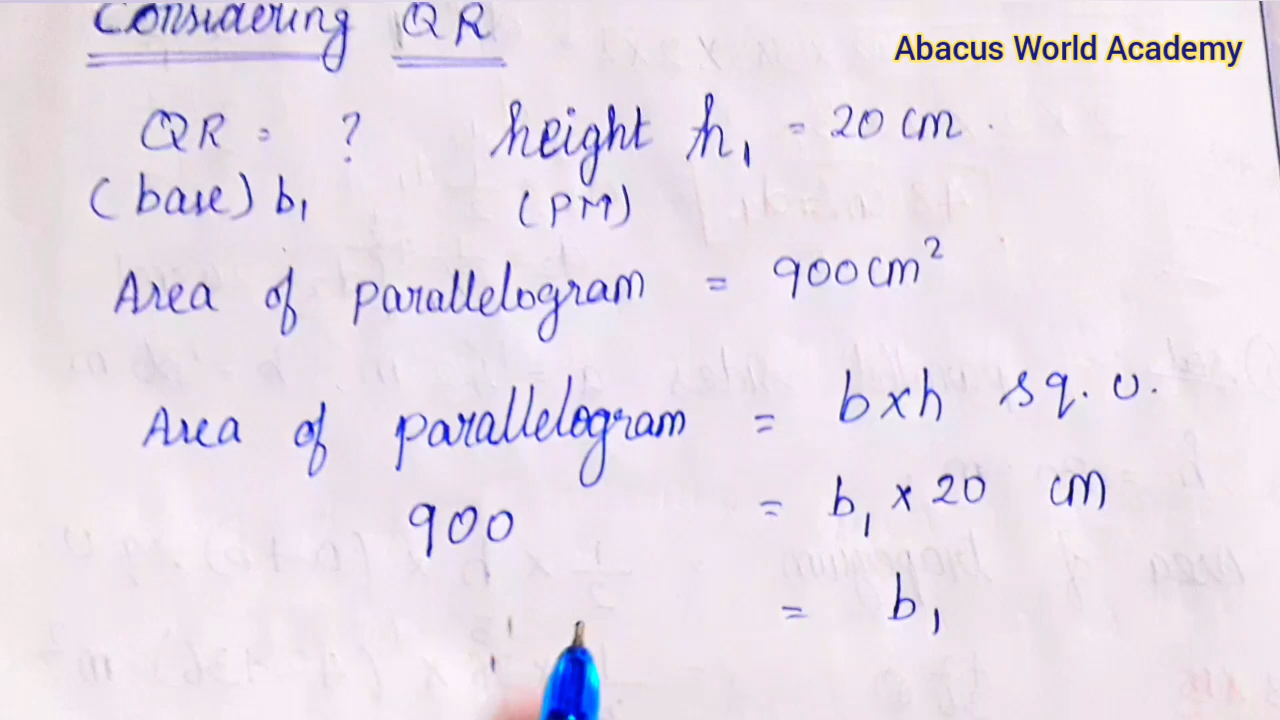 Considering QR
Abacus World Academy
QR = ? height h₁ = 20 cm.
(base) b₁ (PM)
Area of parallelogram = 900 cm²
Area of parallelogram = b x h sq. u.
900 = b₁ x 20 cm
= b₁